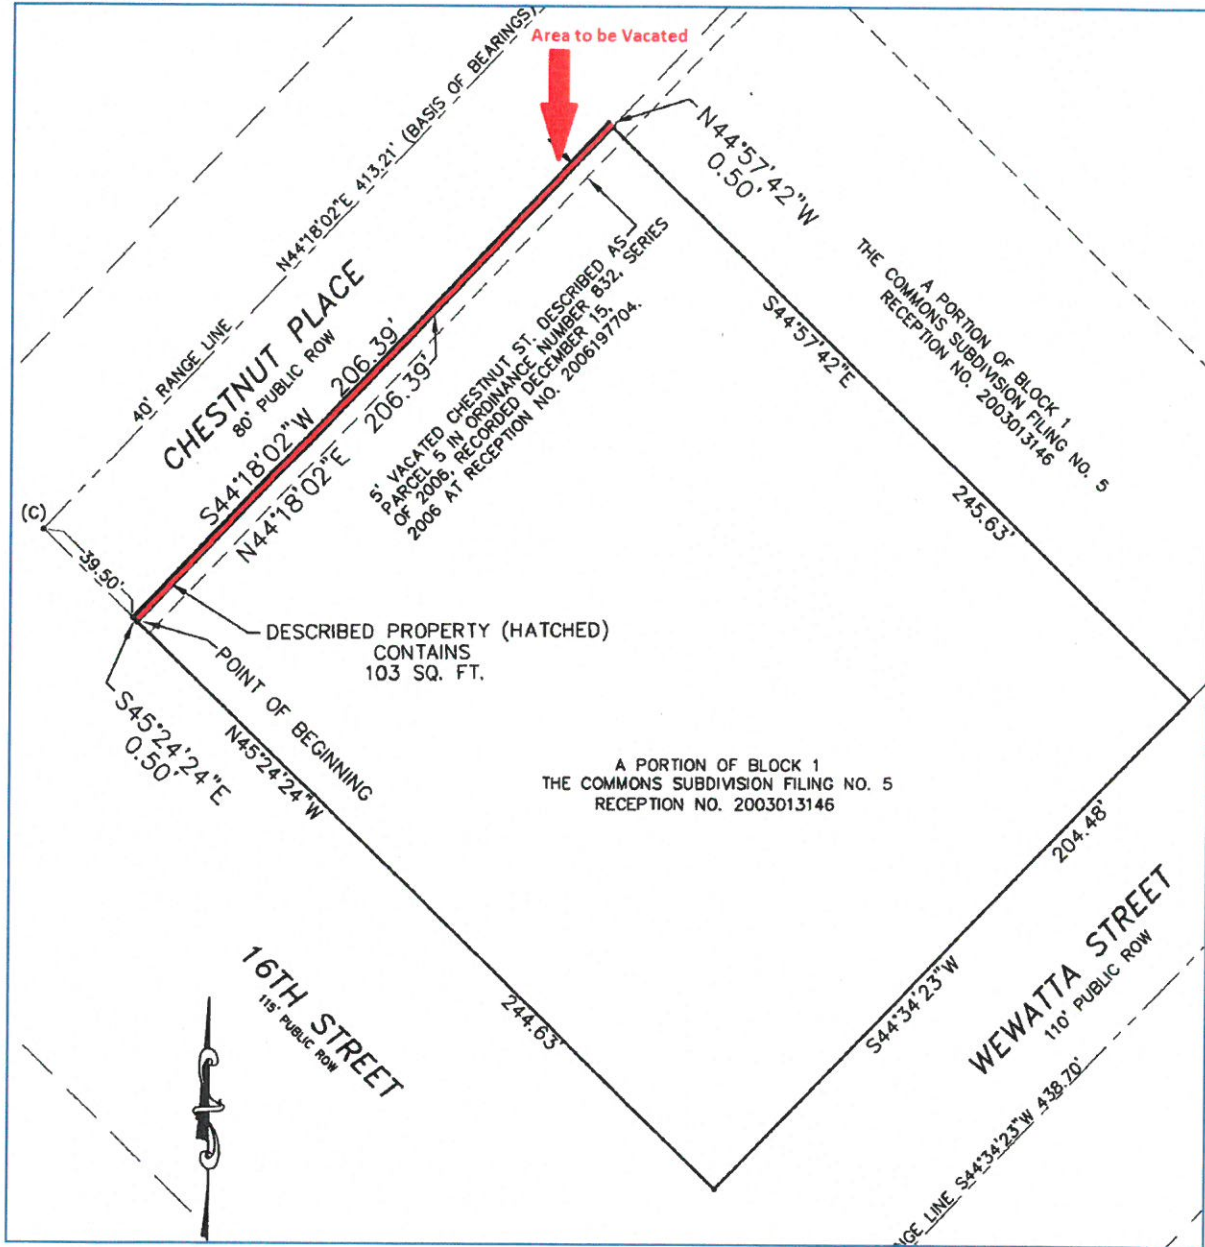 Area to be Vacated
N44°18'02"E 413.21' (BASIS OF BEARINGS)
40' RANGE LINE
CHESTNUT PLACE
80' PUBLIC ROW
S44°18'02"W 206.39'
N44°18'02"E 206.39'
N44°57'42"W
0.50'
5' VACATED CHESTNUT ST. DESCRIBED AS
PARCEL 5 IN ORDINANCE NUMBER 832, SERIES
OF 2006, RECORDED DECEMBER 15,
2006 AT RECEPTION NO. 2006197704.
A PORTION OF BLOCK 1
THE COMMONS SUBDIVISION FILING NO. 5
RECEPTION NO. 2003013146
S44°57'42"E
245.63'
(C)
39.50'
DESCRIBED PROPERTY (HATCHED)
CONTAINS
103 SQ. FT.
POINT OF BEGINNING
S45°24'24"E
0.50'
N45°24'24"W
244.63'
A PORTION OF BLOCK 1
THE COMMONS SUBDIVISION FILING NO. 5
RECEPTION NO. 2003013146
204.48'
S44°34'23"W
16TH STREET
115' PUBLIC ROW
WEWATTA STREET
110' PUBLIC ROW
NGE LINE S44°34'23"W 438.70'